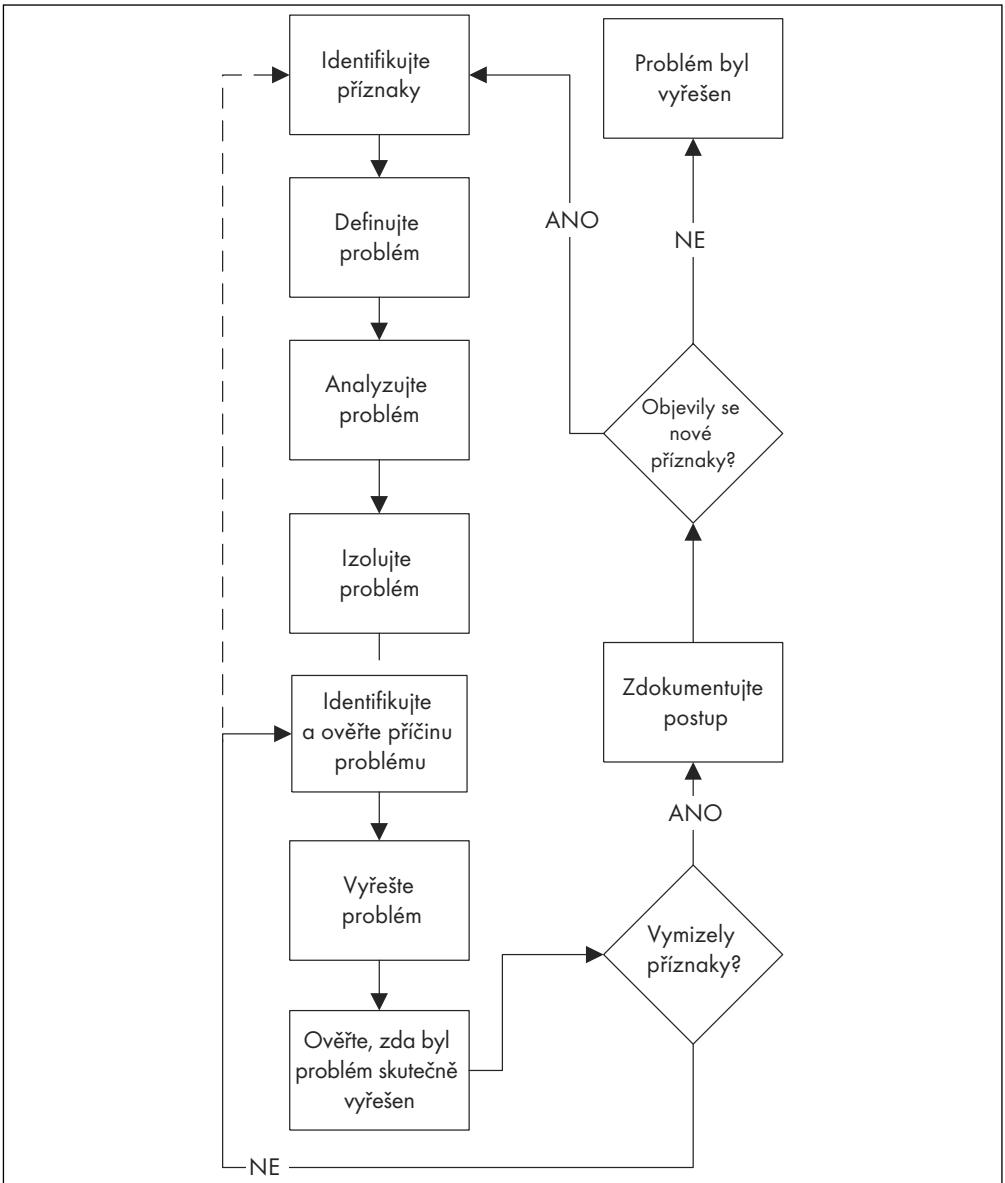 Identifikujte
příznaky
Definujte
problém
Analyzujte
problém
Izolujte
problém
Identifikujte
a ověřte příčinu
problému
Vyřešte
problém
Ověřte, zda byl
problém skutečně
vyřešen
NE
Vymizely
příznaky?
ANO
Zdokumentujte
postup
Objevily se
nové
příznaky?
ANO
NE
Problém byl
vyřešen